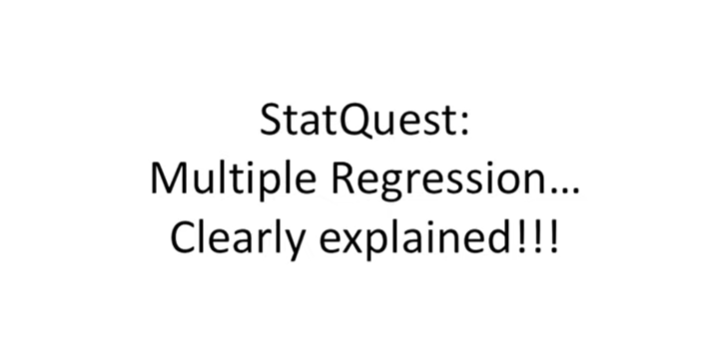 StatQuest:
Multiple Regression...
Clearly explained!!!